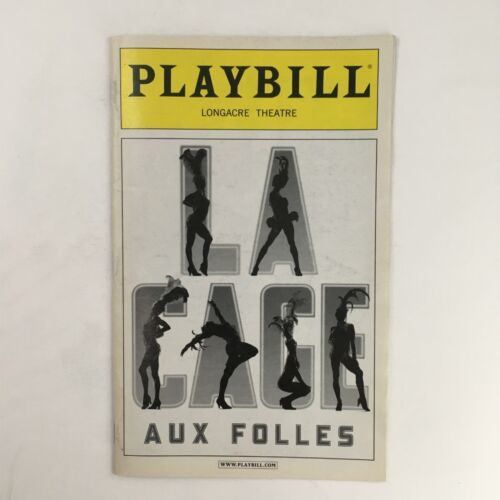 PLAYBILL®
LONGACRE THEATRE
LA
CAGE
AUX FOLLES
WWW.PLAYBILL.COM